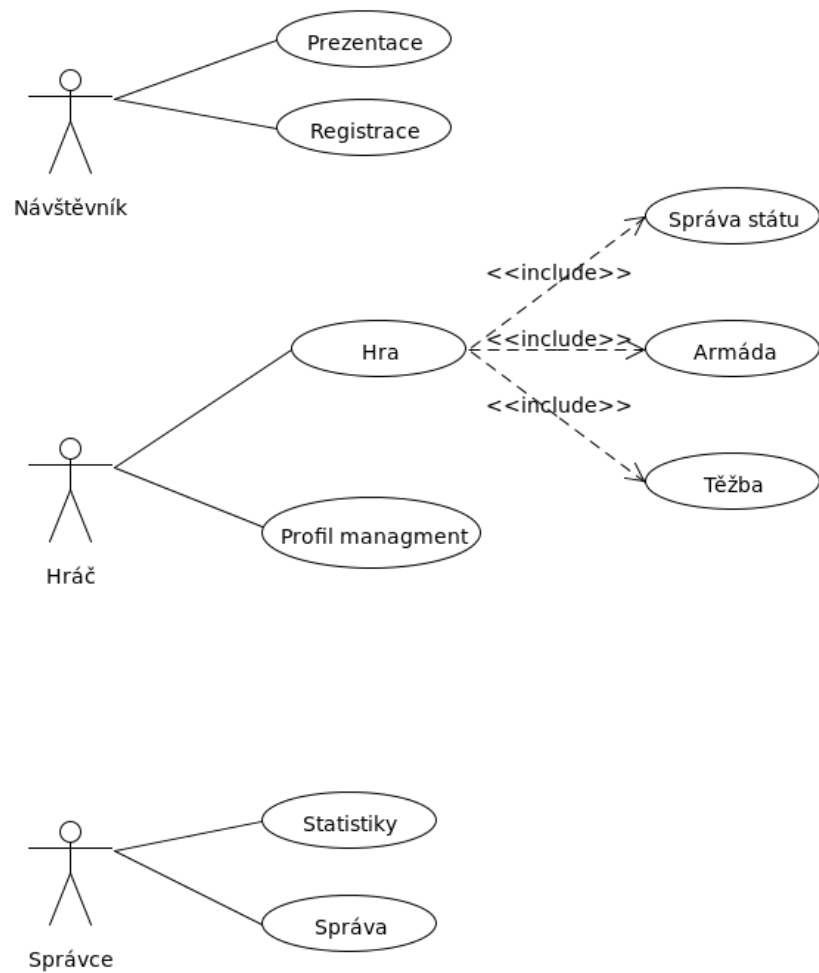 Prezentace
Registrace
Návštěvník
Správa státu
<<include>>
<<include>>
Hra
Armáda
<<include>>
Těžba
Profil managment
Hráč
Statistiky
Správa
Správce